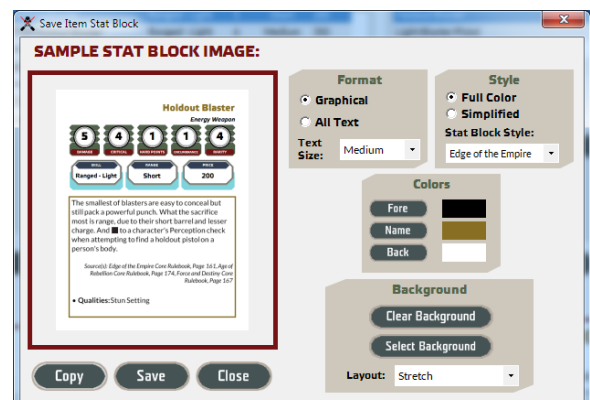 Save Item Stat Block
SAMPLE STAT BLOCK IMAGE:
Holdout Blaster
Energy Weapon
5 4 1 1 4
DAMAGE CRITICAL HARD POINTS ENCUMBRANCE RARITY
SKILL RANGE PRICE
Ranged - Light Short 200
The smallest of blasters are easy to conceal but
still pack a powerful punch. What the sacrifice
most is range, due to their short barrel and lesser
charge. And to a character's Perception check
when attempting to find a holdout pistol on a
person's body.
Source(s): Edge of the Empire Core Rulebook, Page 161, Age of
Rebellion Core Rulebook, Page 174, Force and Destiny Core
Rulebook, Page 167
• Qualities:Stun Setting
Copy Save Close
Format
Graphical
All Text
Text
Size: Medium
Style
Full Color
Simplified
Stat Block Style:
Edge of the Empire
Colors
Fore
Name
Back
Background
Clear Background
Select Background
Layout: Stretch